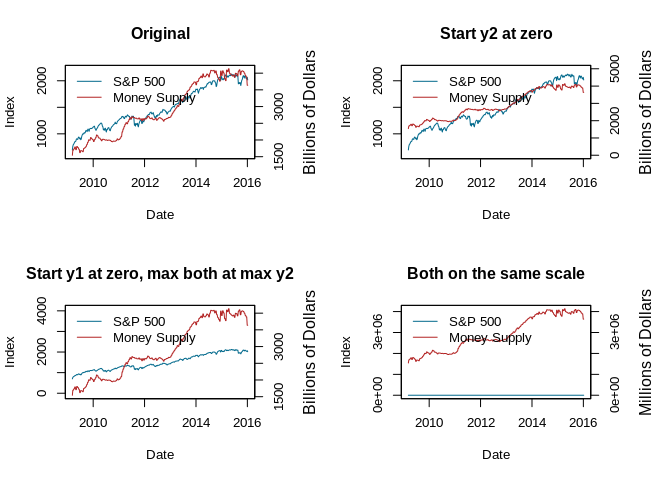 Original
Index
2000
1000
S&P 500
Money Supply
3000
1500
Billions of Dollars
2010 2012 2014 2016
Date
Start y2 at zero
Index
2000
1000
S&P 500
Money Supply
5000
2000
0
Billions of Dollars
2010 2012 2014 2016
Date
Start y1 at zero, max both at max y2
Index
4000
2000
0
S&P 500
Money Supply
3000
1500
Billions of Dollars
2010 2012 2014 2016
Date
Both on the same scale
Index
3e+06
0e+00
S&P 500
Money Supply
3e+06
0e+00
Millions of Dollars
2010 2012 2014 2016
Date